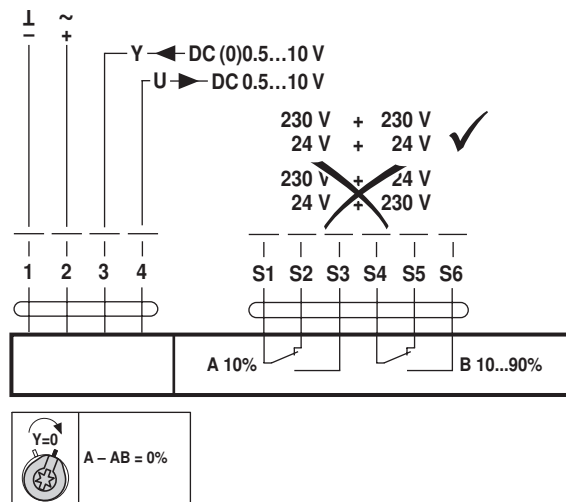 ⊥ ~
– +
Y DC (0)0.5...10 V
U DC 0.5...10 V
230 V + 230 V
24 V + 24 V
230 V + 24 V
24 V + 230 V
1 2 3 4 S1 S2 S3 S4 S5 S6
A 10% B 10...90%
Y=0
A – AB = 0%